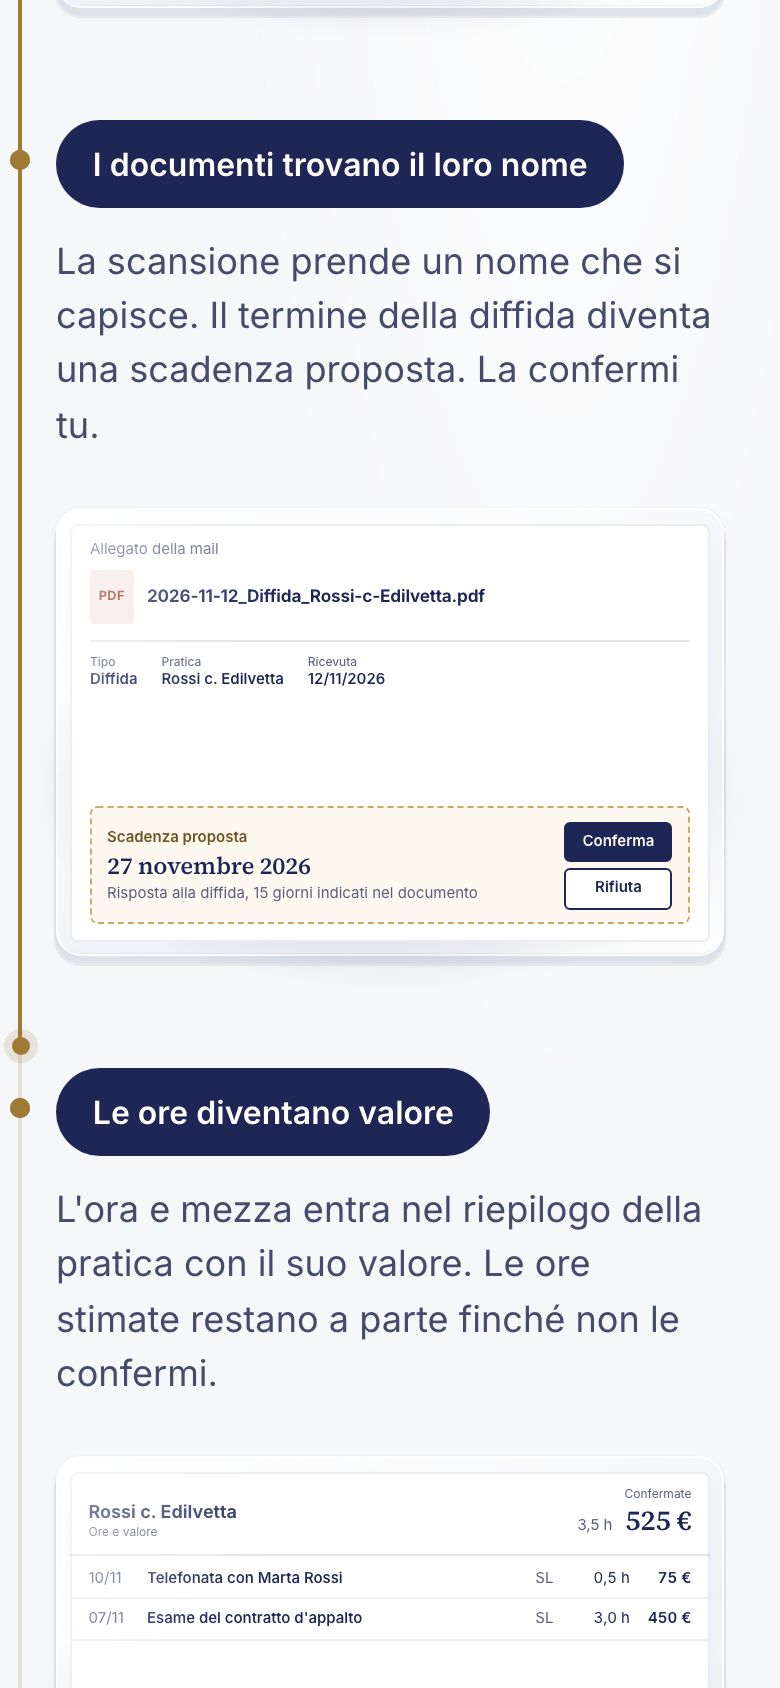 I documenti trovano il loro nome
La scansione prende un nome che si
capisce. Il termine della diffida diventa
una scadenza proposta. La confermi
tu.
Allegato della mail
PDF 2026-11-12_Diffida_Rossi-c-Edilvetta.pdf
Tipo Pratica Ricevuta
Diffida Rossi c. Edilvetta 12/11/2026
Scadenza proposta
27 novembre 2026
Risposta alla diffida, 15 giorni indicati nel documento
Conferma
Rifiuta
Le ore diventano valore
L'ora e mezza entra nel riepilogo della
pratica con il suo valore. Le ore
stimate restano a parte finché non le
confermi.
Rossi c. Edilvetta
Ore e valore
Confermate
3,5 h 525 €
10/11 Telefonata con Marta Rossi SL 0,5 h 75 €
07/11 Esame del contratto d'appalto SL 3,0 h 450 €